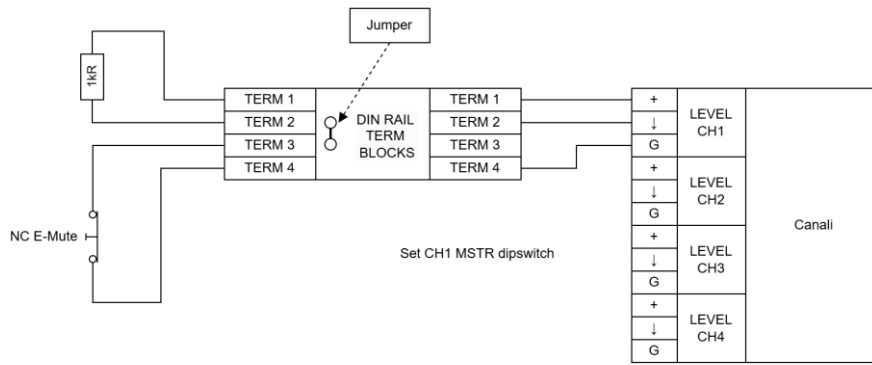 Jumper
1kR
TERM 1
TERM 2
TERM 3
TERM 4
DIN RAIL
TERM
BLOCKS
TERM 1
TERM 2
TERM 3
TERM 4
NC E-Mute
Set CH1 MSTR dipswitch
+
↓
G
LEVEL
CH1
+
↓
G
LEVEL
CH2
+
↓
G
LEVEL
CH3
+
↓
G
LEVEL
CH4
Canali